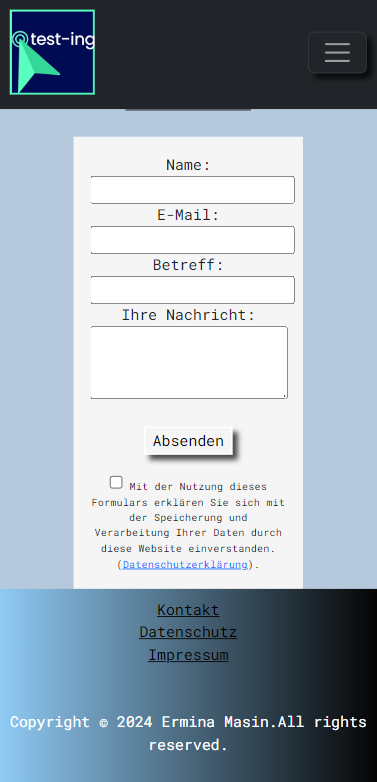 test-ing
Name:
E-Mail:
Betreff:
Ihre Nachricht:
Absenden
Mit der Nutzung dieses
Formulars erklären Sie sich mit
der Speicherung und
Verarbeitung Ihrer Daten durch
diese Website einverstanden.
(Datenschutzerklärung).
Kontakt
Datenschutz
Impressum
Copyright © 2024 Ermina Masin.All rights
reserved.